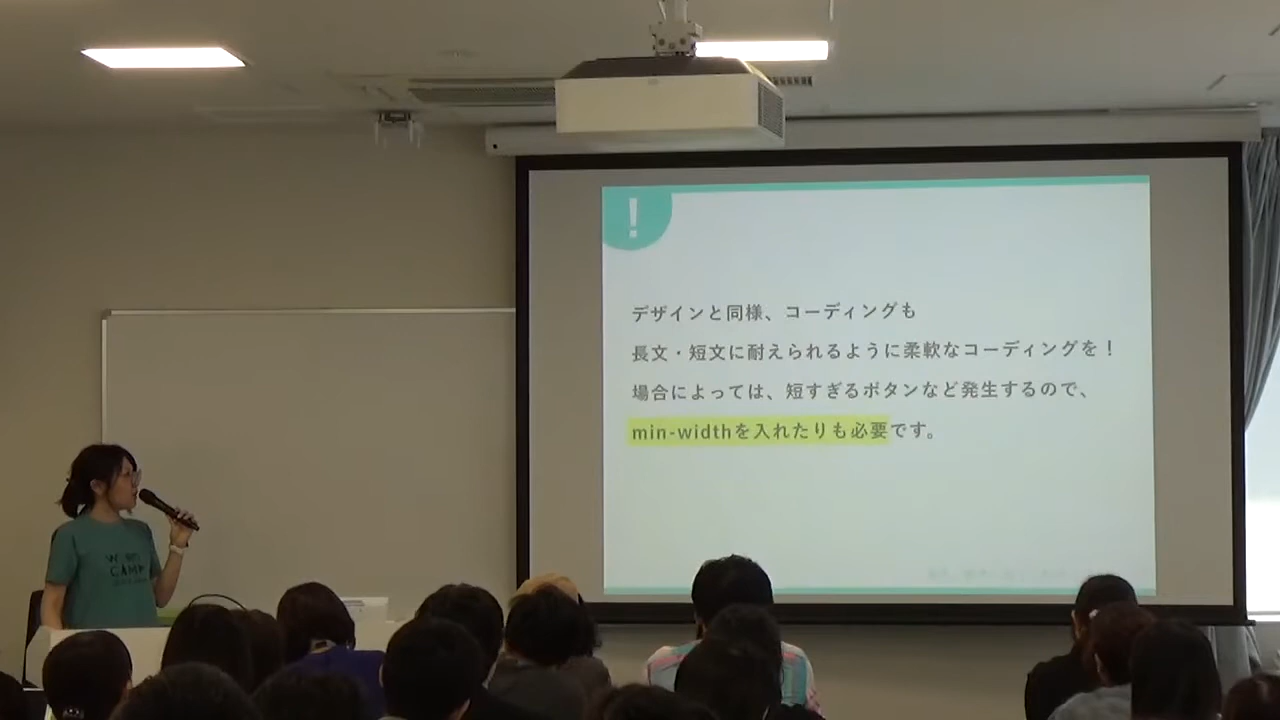 !
デザインと同様、コーディングも
長文・短文に耐えられるように柔軟なコーディングを！
場合によっては、短すぎるボタンなど発生するので、
min-widthを入れたりも必要です。
CAMP